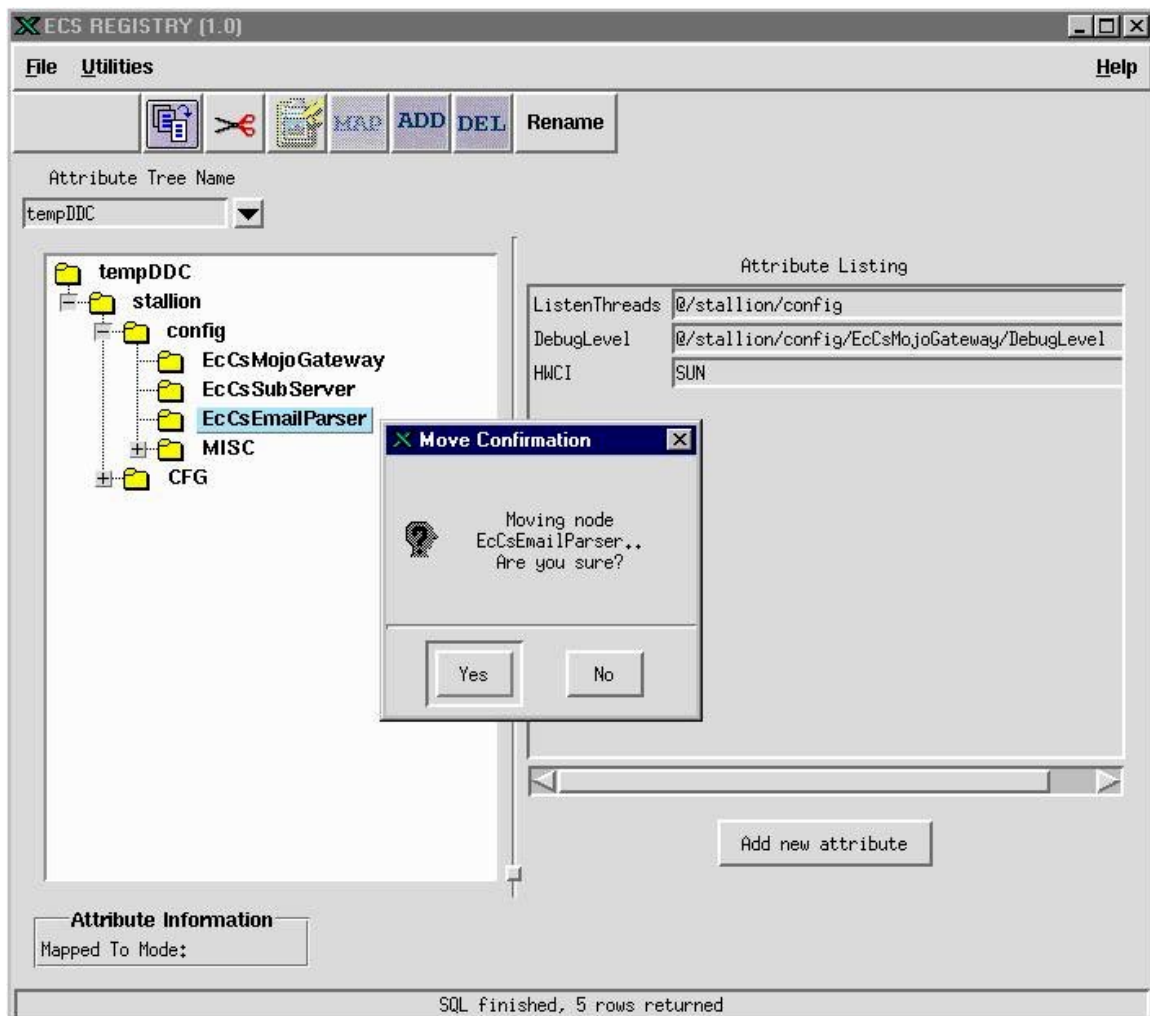 ECS REGISTRY (1.0)
File Utilities Help
MAP ADD DEL Rename
Attribute Tree Name
tempDDC
tempDDC
stallion
config
EcCsMojoGateway
EcCsSubServer
EcCsEmailParser
MISC
CFG
Attribute Listing
ListenThreads @/stallion/config
DebugLevel @/stallion/config/EcCsMojoGateway/DebugLevel
HWCI SUN
Move Confirmation
Moving node
EcCsEmailParser..
Are you sure?
Yes No
Add new attribute
Attribute Information
Mapped To Mode:
SQL finished, 5 rows returned